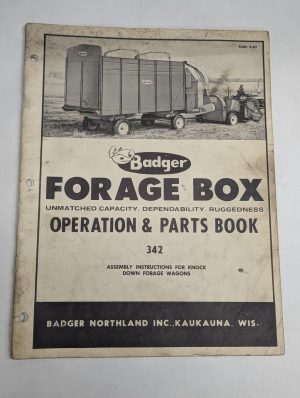 Badger
FORAGE BOX
UNMATCHED CAPACITY, DEPENDABILITY, RUGGEDNESS
OPERATION & PARTS BOOK
342
ASSEMBLY INSTRUCTIONS FOR KNOCK
DOWN FORAGE WAGONS
BADGER NORTHLAND INC., KAUKAUNA, WIS.